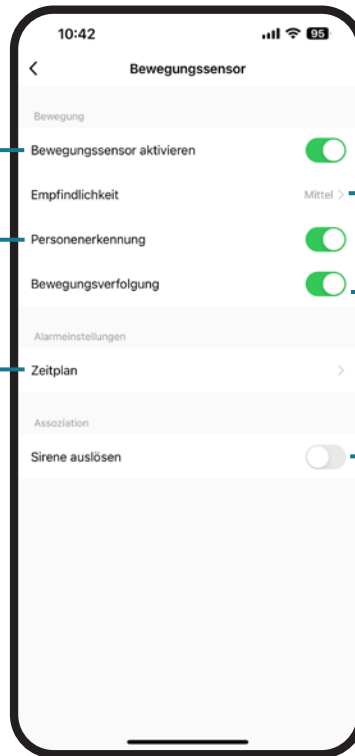 10:42
95
Bewegungssensor
Bewegung
Bewegungssensor aktivieren
Empfindlichkeit Mittel
Personenerkennung
Bewegungsverfolgung
Alarmeinstellungen
Zeitplan
Assoziation
Sirene auslösen